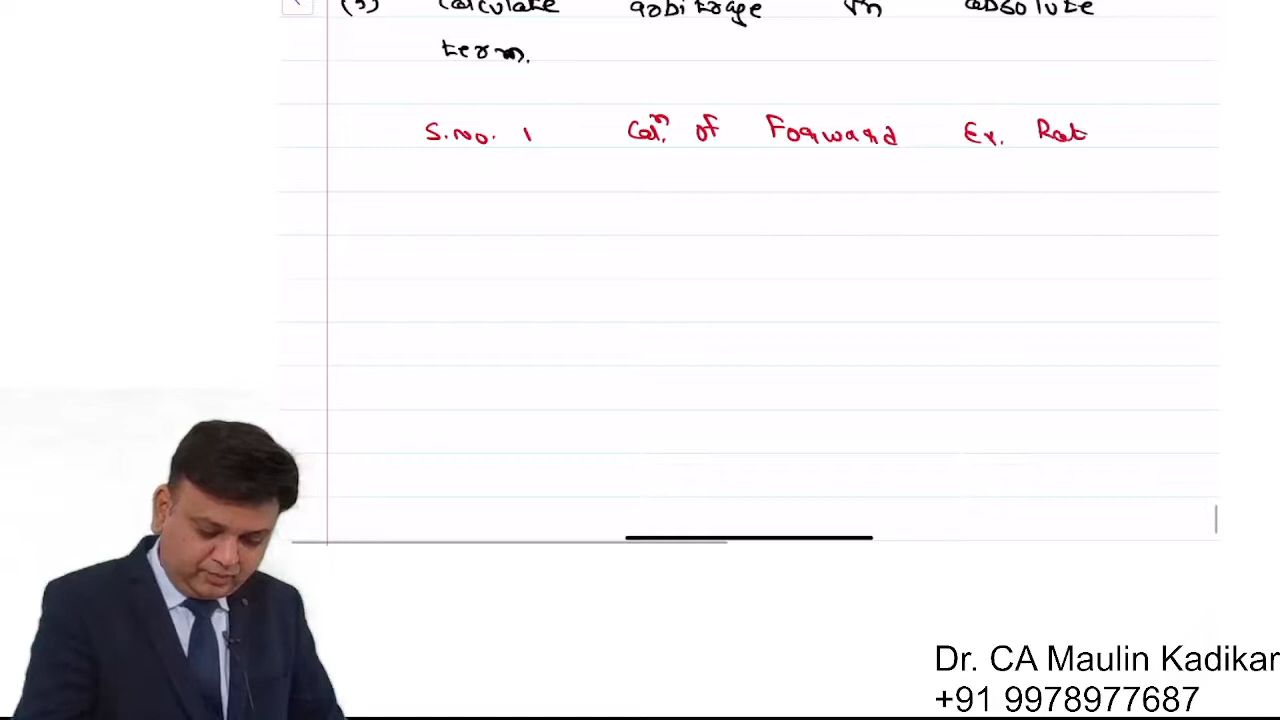 (3) Calculate arbitrage in absolute
term.
S.no. 1 Calⁿ. of Forward Ex. Rat
Dr. CA Maulin Kadikar
+91 9978977687